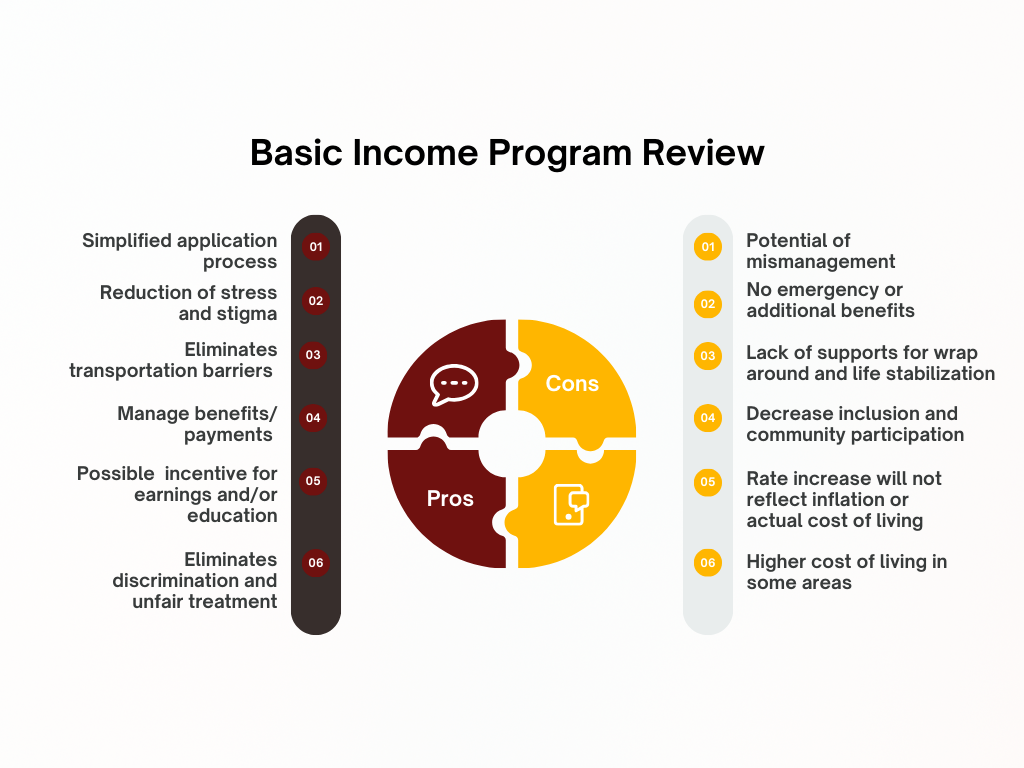 Basic Income Program Review
01
Simplified application
process
02
Reduction of stress
and stigma
03
Eliminates
transportation barriers
04
Manage benefits/
payments
05
Possible  incentive for
earnings and/or
education
06
Eliminates
discrimination and
unfair treatment
Pros
Cons
01
Potential of
mismanagement
02
No emergency or
additional benefits
03
Lack of supports for wrap
around and life stabilization
04
Decrease inclusion and
community participation
05
Rate increase will not
reflect inflation or
actual cost of living
06
Higher cost of living in
some areas